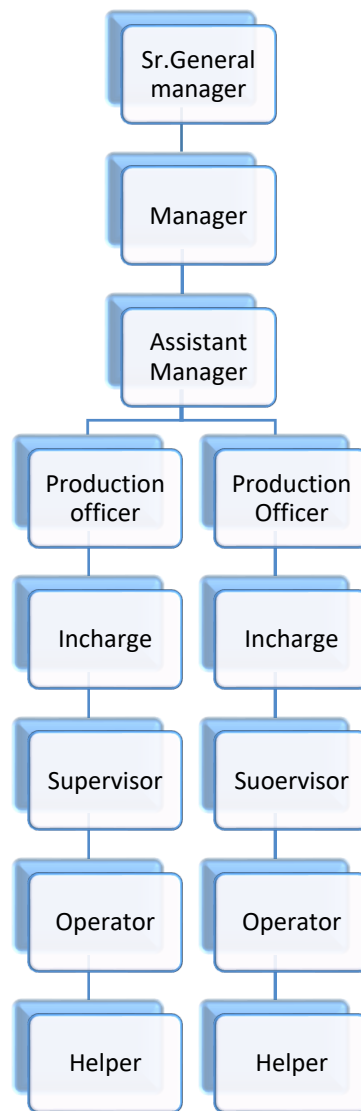 Sr.General
manager
Manager
Assistant
Manager
Production
officer
Production
Officer
Incharge
Incharge
Supervisor
Suoervisor
Operator
Operator
Helper
Helper